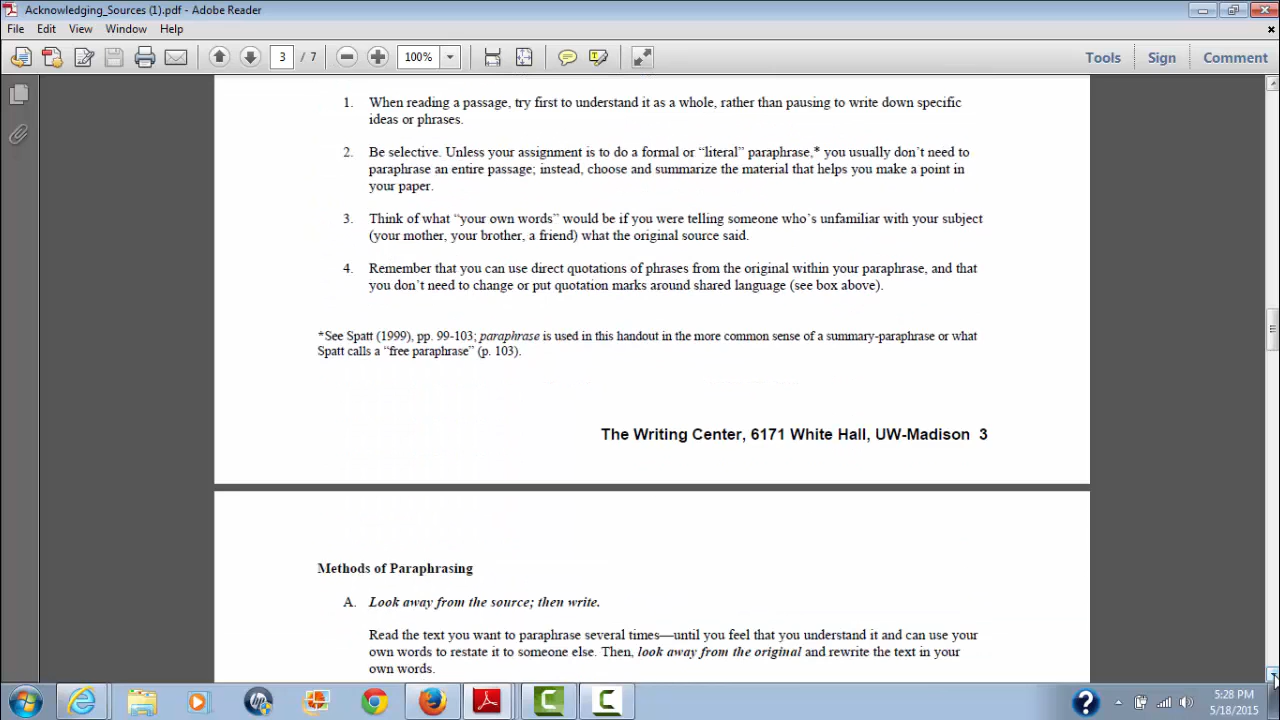 Acknowledging_Sources (1).pdf - Adobe Reader
File Edit View Window Help
3 / 7 100% Tools Sign Comment
1. When reading a passage, try first to understand it as a whole, rather than pausing to write down specific
ideas or phrases.
2. Be selective. Unless your assignment is to do a formal or “literal” paraphrase,* you usually don’t need to
paraphrase an entire passage; instead, choose and summarize the material that helps you make a point in
your paper.
3. Think of what “your own words” would be if you were telling someone who’s unfamiliar with your subject
(your mother, your brother, a friend) what the original source said.
4. Remember that you can use direct quotations of phrases from the original within your paraphrase, and that
you don’t need to change or put quotation marks around shared language (see box above).
*See Spatt (1999), pp. 99-103; paraphrase is used in this handout in the more common sense of a summary-paraphrase or what
Spatt calls a “free paraphrase” (p. 103).
The Writing Center, 6171 White Hall, UW-Madison 3
Methods of Paraphrasing
A. Look away from the source; then write.
Read the text you want to paraphrase several times—until you feel that you understand it and can use your
own words to restate it to someone else. Then, look away from the original and rewrite the text in your
own words.
5:28 PM
5/18/2015